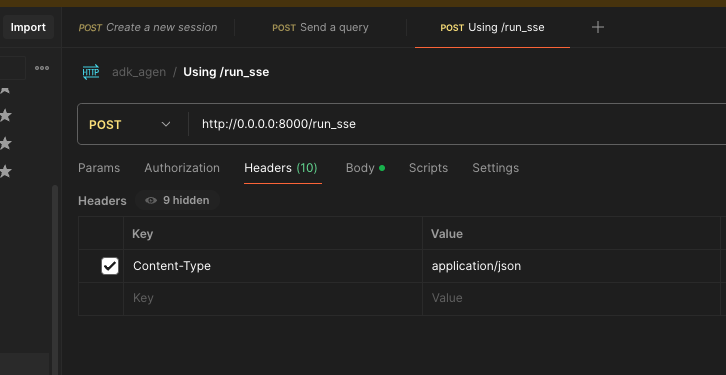 Import
POST Create a new session
POST Send a query
POST Using /run_sse
adk_agen / Using /run_sse
HTTP
POST
http://0.0.0.0:8000/run_sse
Params
Authorization
Headers (10)
Body
Scripts
Settings
Headers
9 hidden
Key Value
Content-Type application/json
Key Value